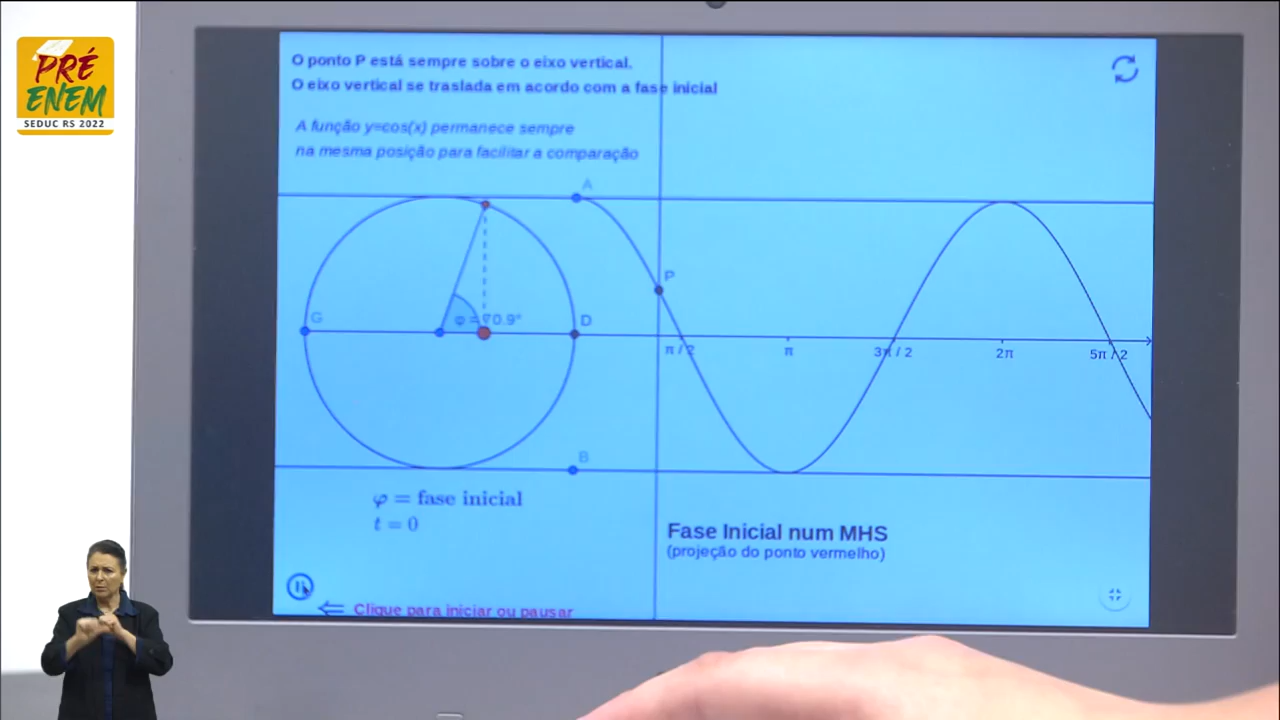 PRÉ
ENEM
SEDUC RS 2022
O ponto P está sempre sobre o eixo vertical.
O eixo vertical se traslada em acordo com a fase inicial
A função y=cos(x) permanece sempre
na mesma posição para facilitar a comparação
A
P
G
φ = 70.9°
D
π / 2
π
3π / 2
2π
5π / 2
B
φ = fase inicial
t = 0
Fase Inicial num MHS
(projeção do ponto vermelho)
⇐ Clique para iniciar ou pausar